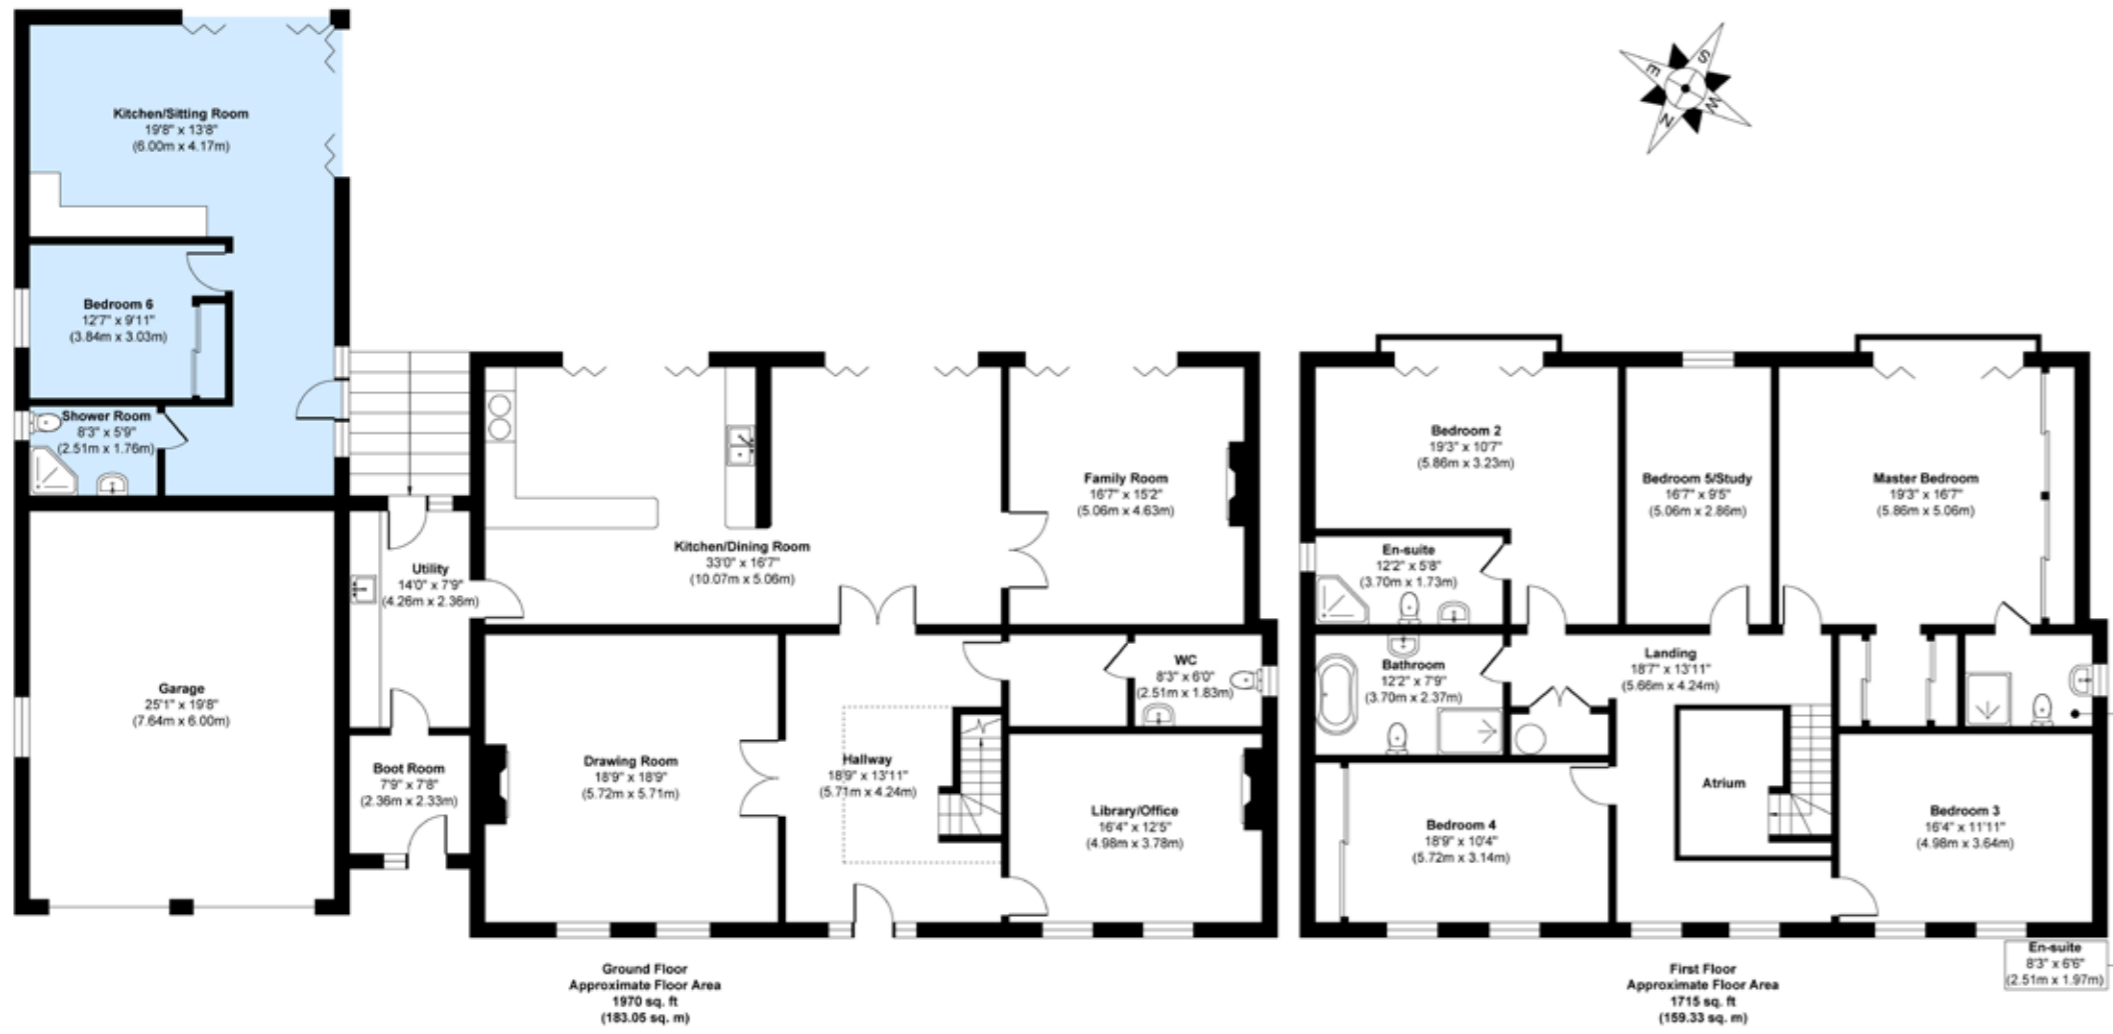 Kitchen/Sitting Room
19'8" x 13'8"
(6.00m x 4.17m)
Bedroom 6
12'7" x 9'11"
(3.84m x 3.03m)
Shower Room
8'3" x 5'9"
(2.51m x 1.76m)
Garage
25'1" x 19'8"
(7.64m x 6.00m)
Utility
14'0" x 7'9"
(4.26m x 2.36m)
Boot Room
7'9" x 7'8"
(2.36m x 2.33m)
Kitchen/Dining Room
33'0" x 16'7"
(10.07m x 5.06m)
Family Room
16'7" x 15'2"
(5.06m x 4.63m)
Drawing Room
18'9" x 18'9"
(5.72m x 5.71m)
Hallway
18'9" x 13'11"
(5.71m x 4.24m)
WC
8'3" x 6'0"
(2.51m x 1.83m)
Library/Office
16'4" x 12'5"
(4.98m x 3.78m)
Ground Floor
Approximate Floor Area
1970 sq. ft
(183.05 sq. m)
S
E
W
N
Bedroom 2
19'3" x 10'7"
(5.86m x 3.23m)
Bedroom 5/Study
16'7" x 9'5"
(5.06m x 2.86m)
Master Bedroom
19'3" x 16'7"
(5.86m x 5.06m)
En-suite
12'2" x 5'8"
(3.70m x 1.73m)
Bathroom
12'2" x 7'9"
(3.70m x 2.37m)
Landing
18'7" x 13'11"
(5.66m x 4.24m)
Atrium
Bedroom 4
18'9" x 10'4"
(5.72m x 3.14m)
Bedroom 3
16'4" x 11'11"
(4.98m x 3.64m)
En-suite
8'3" x 6'6"
(2.51m x 1.97m)
First Floor
Approximate Floor Area
1715 sq. ft
(159.33 sq. m)